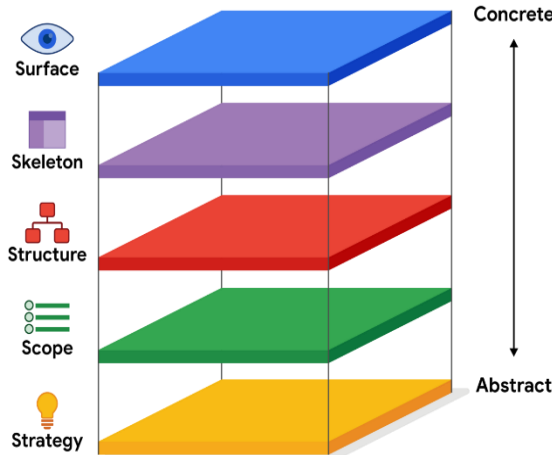 Concrete
Surface
Skeleton
Structure
Scope
Abstract
Strategy